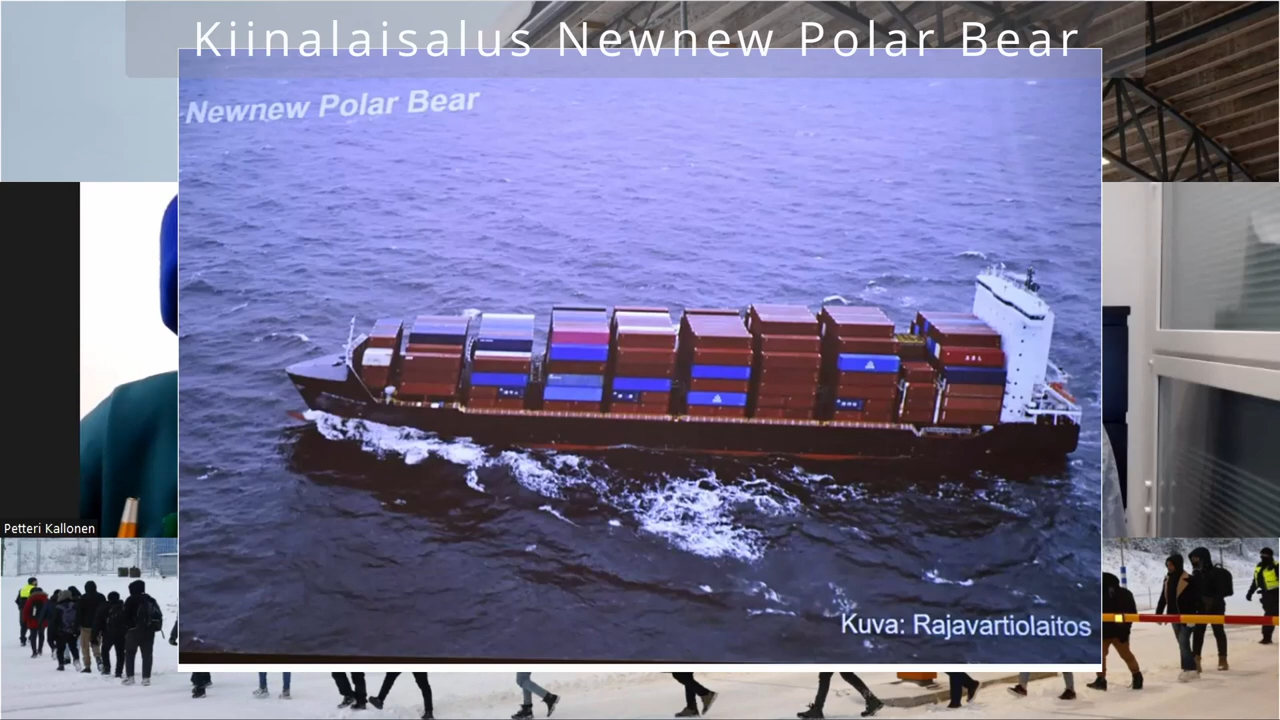 Kiinalaisalus Newnew Polar Bear
Newnew Polar Bear
Kuva: Rajavartiolaitos
Petteri Kallonen